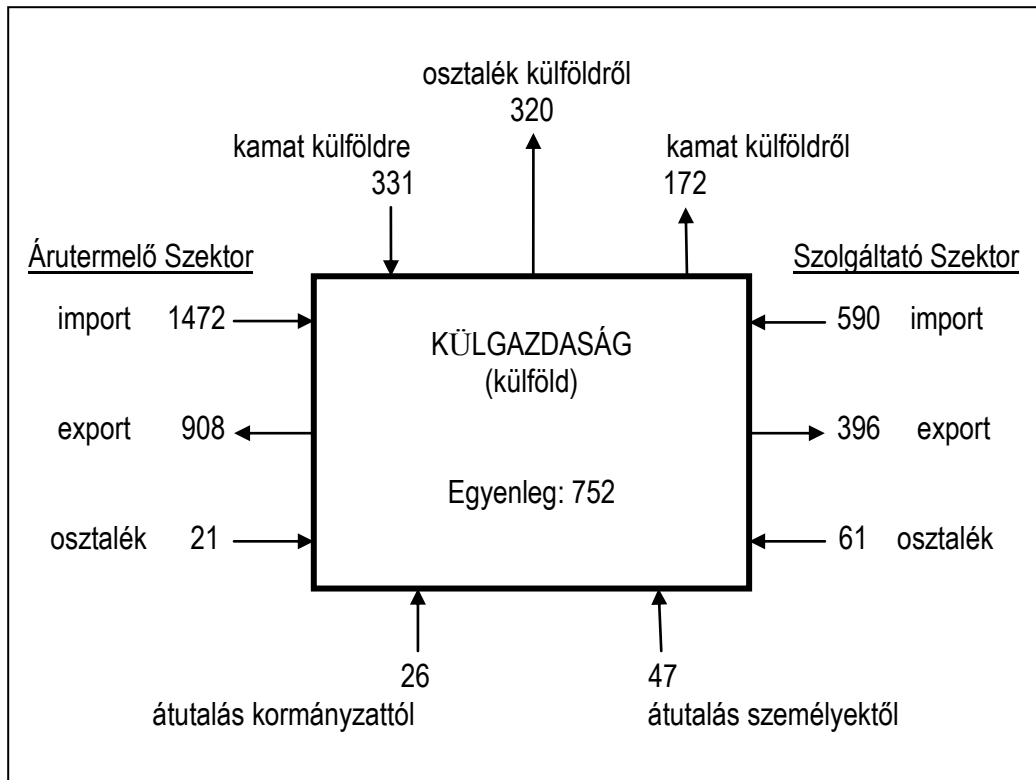 osztalék külföldről
320
kamat külföldre
331
kamat külföldről
172
Árutermelő Szektor
Szolgáltató Szektor
import 1472
590 import
KÜLGAZDASÁG
(külföld)
export 908
396 export
Egyenleg: 752
osztalék 21
61 osztalék
26
átutalás kormányzattól
47
átutalás személyektől